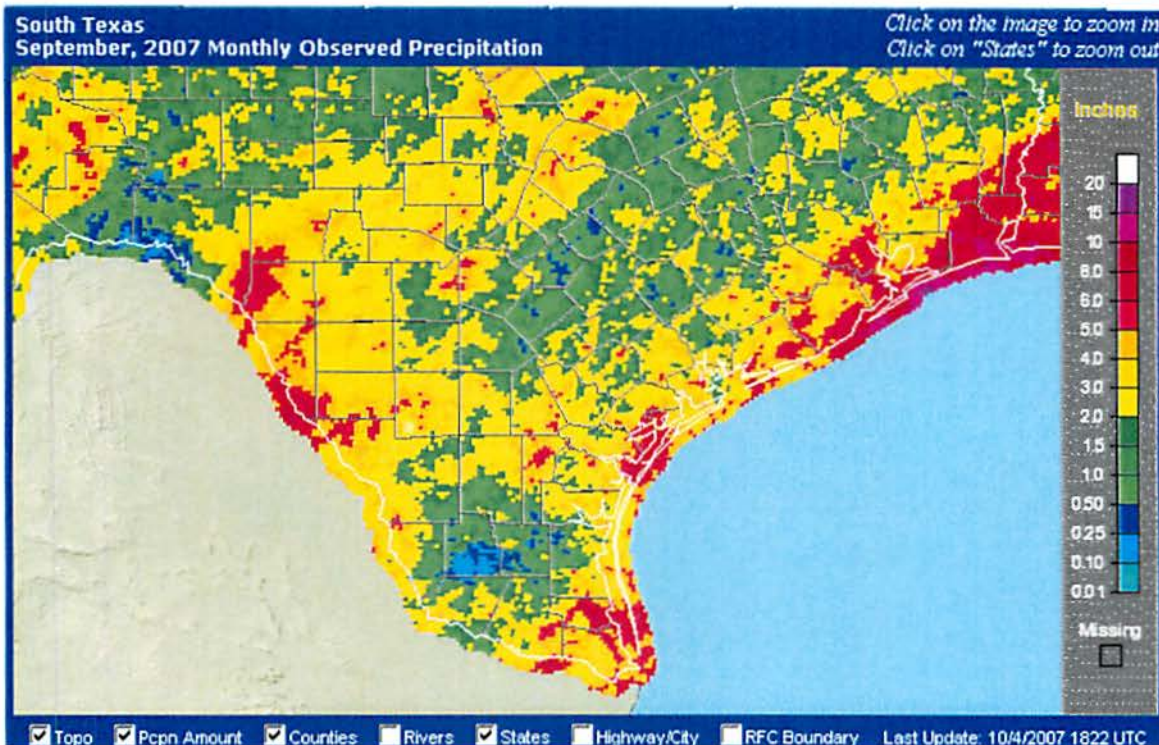 South Texas
September, 2007 Monthly Observed Precipitation
Click on the image to zoom in
Click on "States" to zoom out
Inches
20
15
10
8.0
6.0
5.0
4.0
3.0
2.0
1.5
1.0
0.50
0.25
0.10
0.01
Missing
Topo Pcpn Amount Counties Rivers States Highway/City RFC Boundary Last Update: 10/4/2007 1822 UTC